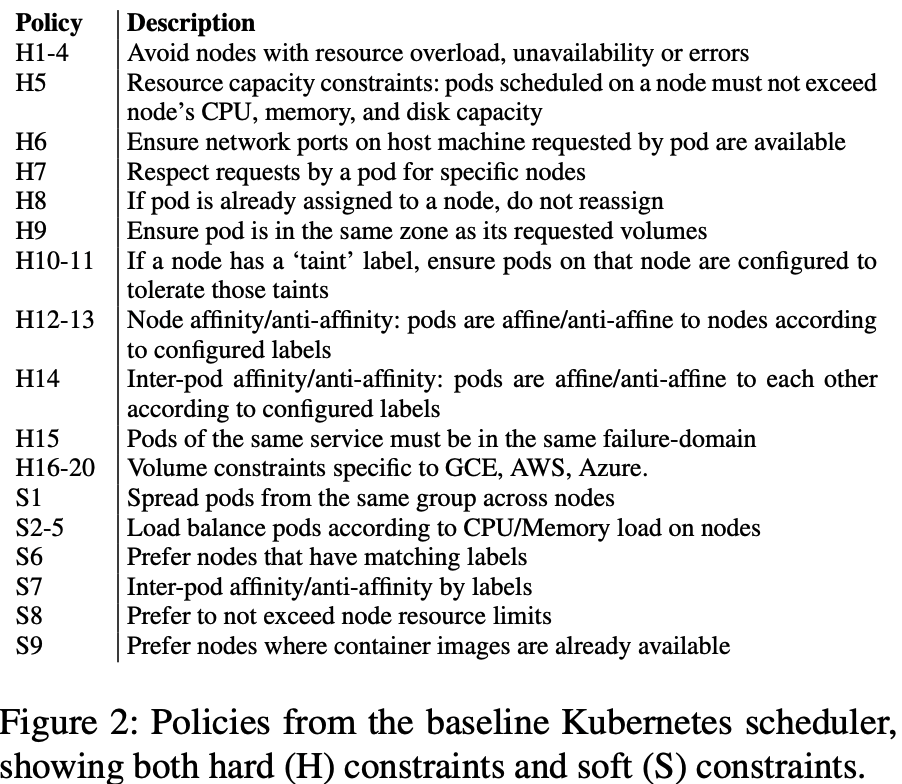 Policy Description
H1-4 Avoid nodes with resource overload, unavailability or errors
H5 Resource capacity constraints: pods scheduled on a node must not exceed
node's CPU, memory, and disk capacity
H6 Ensure network ports on host machine requested by pod are available
H7 Respect requests by a pod for specific nodes
H8 If pod is already assigned to a node, do not reassign
H9 Ensure pod is in the same zone as its requested volumes
H10-11 If a node has a ‘taint’ label, ensure pods on that node are configured to
tolerate those taints
H12-13 Node affinity/anti-affinity: pods are affine/anti-affine to nodes according
to configured labels
H14 Inter-pod affinity/anti-affinity: pods are affine/anti-affine to each other
according to configured labels
H15 Pods of the same service must be in the same failure-domain
H16-20 Volume constraints specific to GCE, AWS, Azure.
S1 Spread pods from the same group across nodes
S2-5 Load balance pods according to CPU/Memory load on nodes
S6 Prefer nodes that have matching labels
S7 Inter-pod affinity/anti-affinity by labels
S8 Prefer to not exceed node resource limits
S9 Prefer nodes where container images are already available
Figure 2: Policies from the baseline Kubernetes scheduler,
showing both hard (H) constraints and soft (S) constraints.